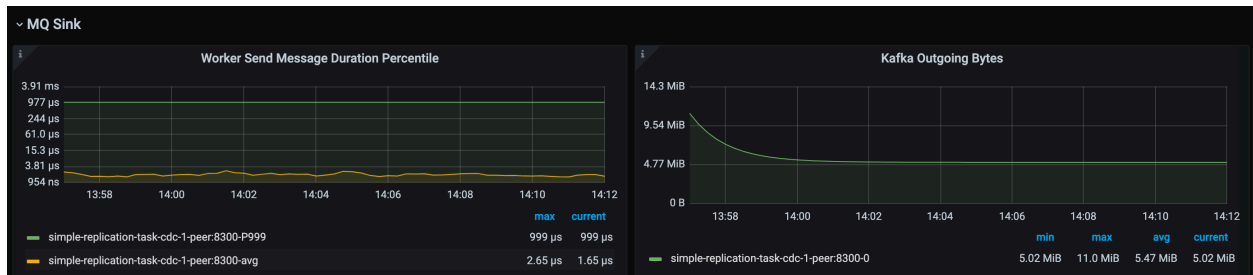 MQ Sink
i
Worker Send Message Duration Percentile
3.91 ms
977 µs
244 µs
61.0 µs
15.3 µs
3.81 µs
954 ns
13:58 14:00 14:02 14:04 14:06 14:08 14:10 14:12
max current
simple-replication-task-cdc-1-peer:8300-P999 999 µs 999 µs
simple-replication-task-cdc-1-peer:8300-avg 2.65 µs 1.65 µs
i
Kafka Outgoing Bytes
14.3 MiB
9.54 MiB
4.77 MiB
0 B
13:58 14:00 14:02 14:04 14:06 14:08 14:10 14:12
min max avg current
simple-replication-task-cdc-1-peer:8300-0 5.02 MiB 11.0 MiB 5.47 MiB 5.02 MiB